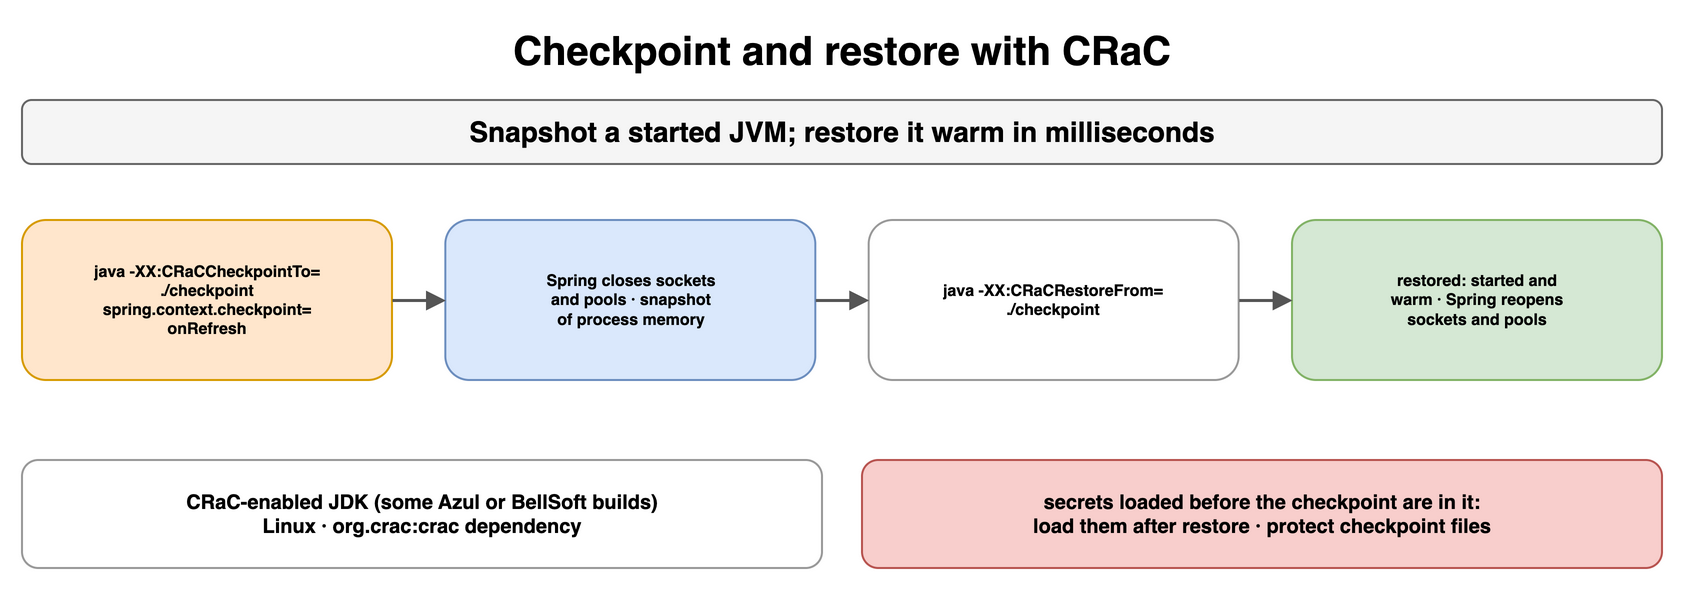 Checkpoint and restore with CRaC
Snapshot a started JVM; restore it warm in milliseconds
java -XX:CRaCCheckpointTo=
./checkpoint
spring.context.checkpoint=
onRefresh
Spring closes sockets
and pools · snapshot
of process memory
java -XX:CRaCRestoreFrom=
./checkpoint
restored: started and
warm · Spring reopens
sockets and pools
CRaC-enabled JDK (some Azul or BellSoft builds)
Linux · org.crac:crac dependency
secrets loaded before the checkpoint are in it:
load them after restore · protect checkpoint files